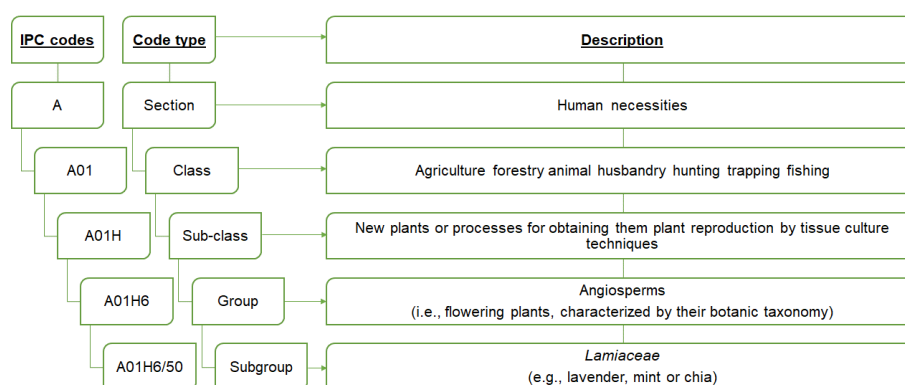 IPC codes
Code type
Description
A
Section
Human necessities
A01
Class
Agriculture forestry animal husbandry hunting trapping fishing
A01H
Sub-class
New plants or processes for obtaining them plant reproduction by tissue culture
techniques
A01H6
Group
Angiosperms
(i.e., flowering plants, characterized by their botanic taxonomy)
A01H6/50
Subgroup
Lamiaceae
(e.g., lavender, mint or chia)